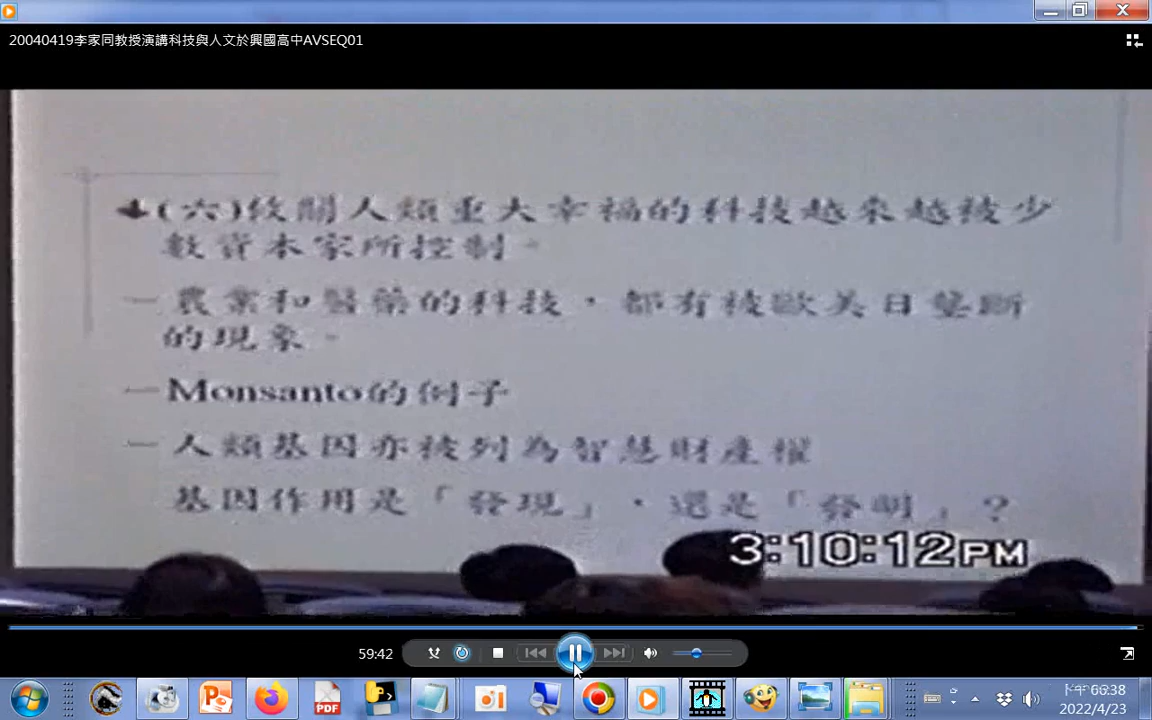 20040419李家同教授演講科技與人文於興國高中AVSEQ01
(六)攸關人類重大幸福的科技越來越被少
數資本家所控制。
農業和醫藥的科技，都有被歐美日壟斷
的現象。
Monsanto的例子
人類基因亦被列為智慧財產權
基因作用是「發現」，還是「發明」？
3:10:12PM
59:42
PDF
下午 06:38
2022/4/23